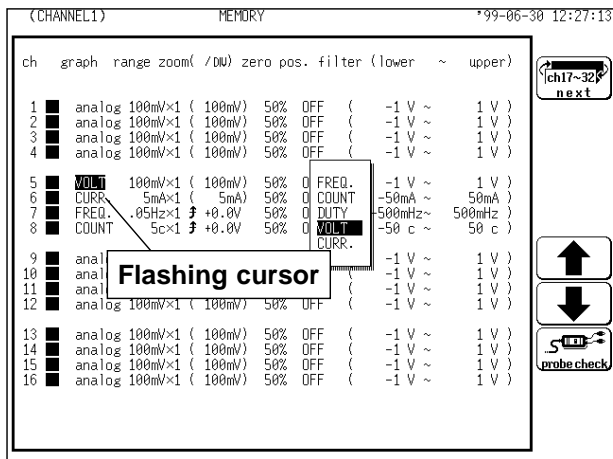 (CHANNEL1) MEMORY '99-06-30 12:27:13
ch graph range zoom( /DIV) zero pos. filter (lower ~ upper)
ch17~32
next
1 analog 100mV×1 ( 100mV) 50% OFF ( -1 V ~ 1 V )
2 analog 100mV×1 ( 100mV) 50% OFF ( -1 V ~ 1 V )
3 analog 100mV×1 ( 100mV) 50% OFF ( -1 V ~ 1 V )
4 analog 100mV×1 ( 100mV) 50% OFF ( -1 V ~ 1 V )
5 VOLT 100mV×1 ( 100mV) 50% O FREQ. -1 V ~ 1 V )
6 CURR. 5mA×1 ( 5mA) 50% O COUNT -50mA ~ 50mA )
7 FREQ. .05Hz×1 +0.0V 50% O DUTY -500mHz~ 500mHz )
8 COUNT 5c×1 +0.0V 50% O VOLT -50 c ~ 50 c )
CURR.
Flashing cursor
9 anal -1 V ~ 1 V )
10 anal -1 V ~ 1 V )
11 anal -1 V ~ 1 V )
12 analog 100mV×1 ( 100mV) 50% OFF ( -1 V ~ 1 V )
13 analog 100mV×1 ( 100mV) 50% OFF ( -1 V ~ 1 V )
14 analog 100mV×1 ( 100mV) 50% OFF ( -1 V ~ 1 V )
15 analog 100mV×1 ( 100mV) 50% OFF ( -1 V ~ 1 V )
16 analog 100mV×1 ( 100mV) 50% OFF ( -1 V ~ 1 V )
probe check